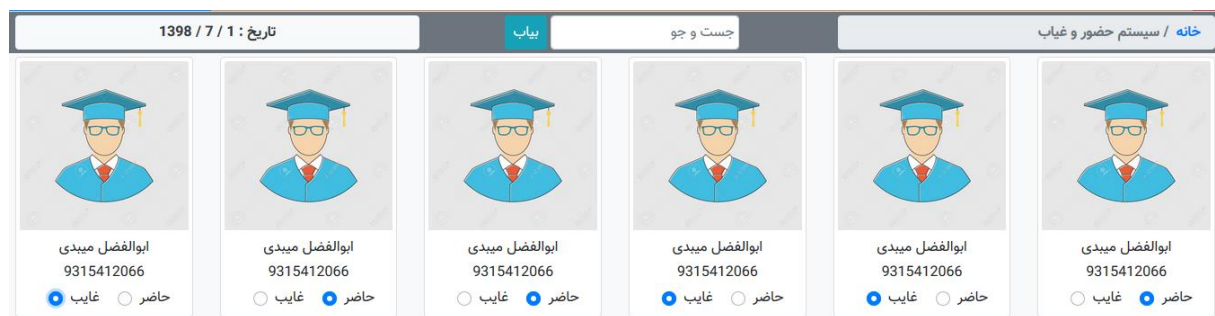 خانه / سیستم حضور و غیاب
جست و جو
بیاب
تاریخ : 1 / 7 / 1398
ابوالفضل میبدی
9315412066
حاضر غایب
ابوالفضل میبدی
9315412066
حاضر غایب
ابوالفضل میبدی
9315412066
حاضر غایب
ابوالفضل میبدی
9315412066
حاضر غایب
ابوالفضل میبدی
9315412066
حاضر غایب
ابوالفضل میبدی
9315412066
حاضر غایب